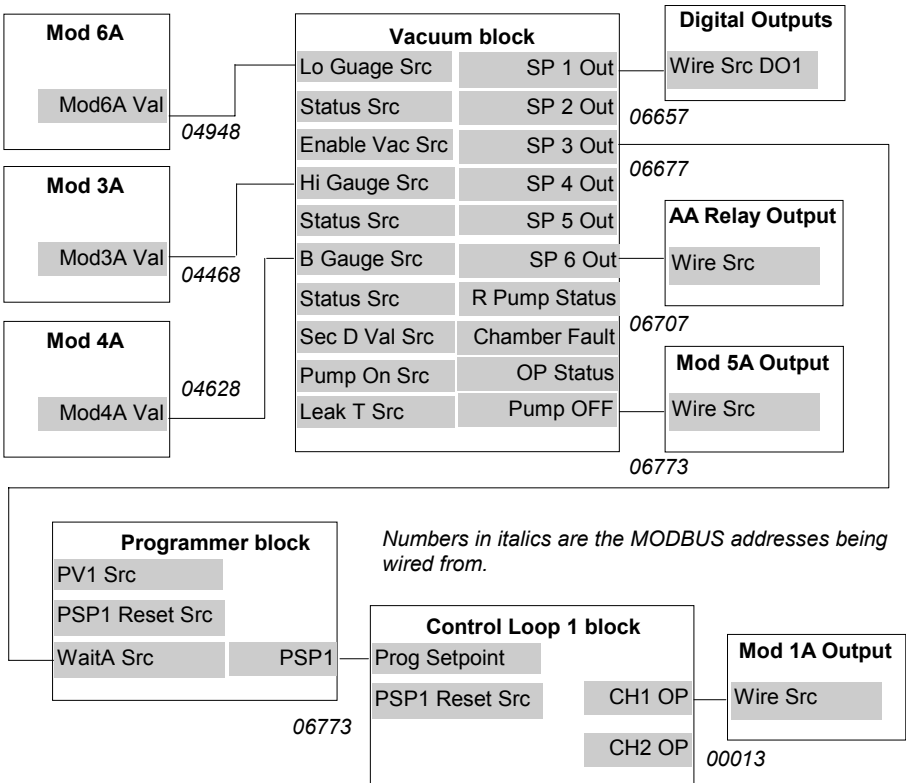 Mod 6A
Mod6A Val
04948
Mod 3A
Mod3A Val
04468
Mod 4A
Mod4A Val
04628
Vacuum block
Lo Guage Src
SP 1 Out
Status Src
SP 2 Out
Enable Vac Src
SP 3 Out
Hi Gauge Src
SP 4 Out
Status Src
SP 5 Out
B Gauge Src
SP 6 Out
Status Src
R Pump Status
Sec D Val Src
Chamber Fault
Pump On Src
OP Status
Leak T Src
Pump OFF
Digital Outputs
Wire Src DO1
06657
06677
AA Relay Output
Wire Src
06707
Mod 5A Output
Wire Src
06773
Numbers in italics are the MODBUS addresses being
wired from.
Programmer block
PV1 Src
PSP1 Reset Src
WaitA Src
PSP1
06773
Control Loop 1 block
Prog Setpoint
PSP1 Reset Src
CH1 OP
CH2 OP
Mod 1A Output
Wire Src
00013